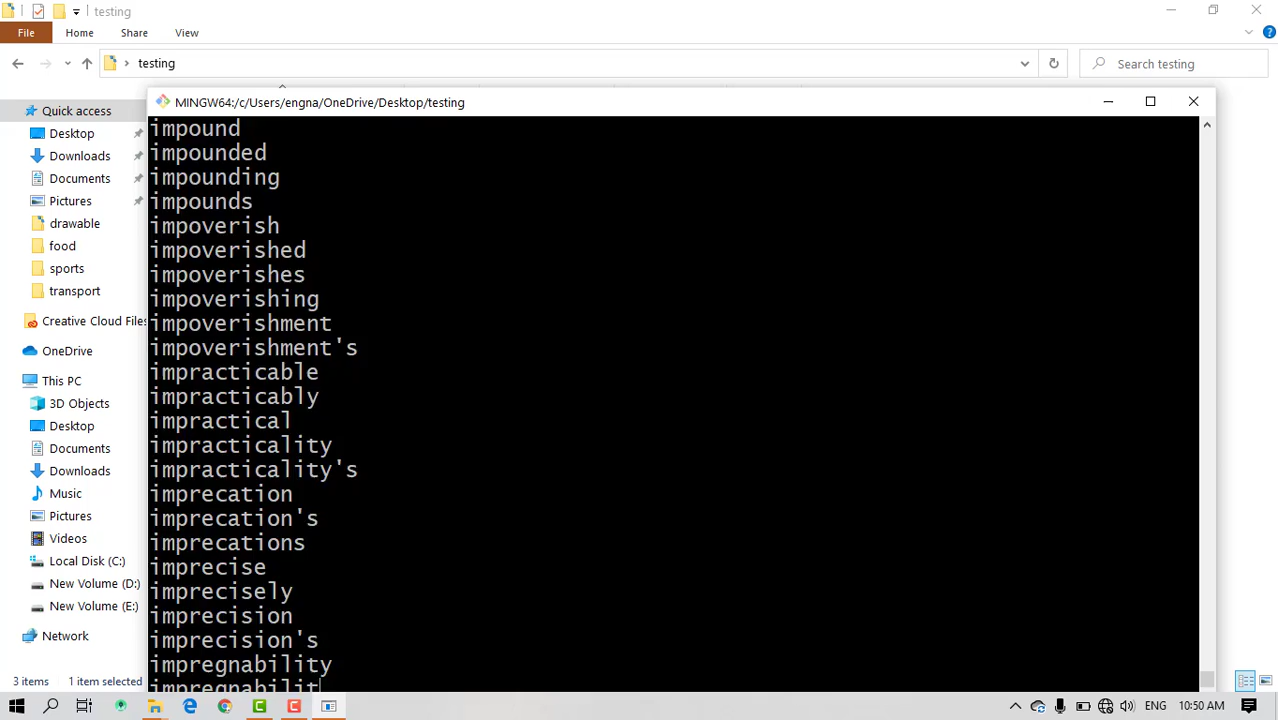 testing
File
Home
Share
View
testing
Search testing
Quick access
Desktop
Downloads
Documents
Pictures
drawable
food
sports
transport
Creative Cloud Files
OneDrive
This PC
3D Objects
Desktop
Documents
Downloads
Music
Pictures
Videos
Local Disk (C:)
New Volume (D:)
New Volume (E:)
Network
3 items
1 item selected
MINGW64:/c/Users/engna/OneDrive/Desktop/testing
impound
impounded
impounding
impounds
impoverish
impoverished
impoverishes
impoverishing
impoverishment
impoverishment's
impracticable
impracticably
impractical
impracticality
impracticality's
imprecation
imprecation's
imprecations
imprecise
imprecisely
imprecision
imprecision's
impregnability
impregnabilit
ENG
10:50 AM